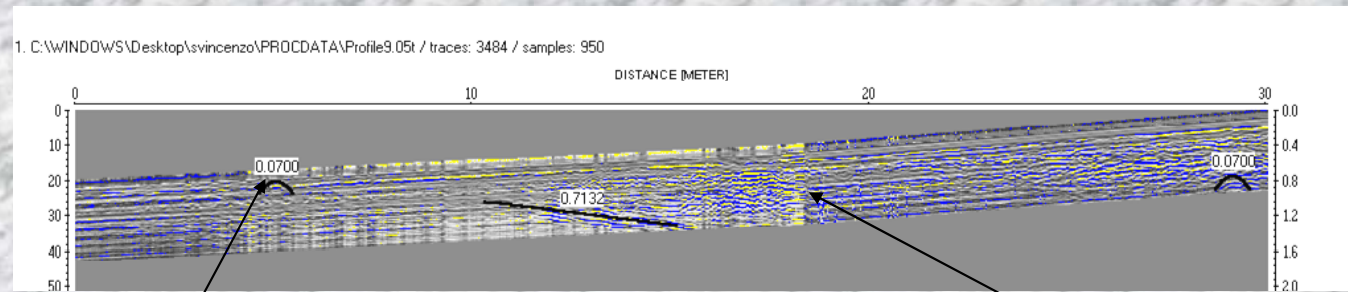 1. C:\WINDOWS\Desktop\svincenzo\PROCDATA\Profile9.05t / traces: 3484 / samples: 950
DISTANCE [METER]
0 10 20 30
0 0.0
10 0.4
0.0700 0.0700
20 0.8
0.7132
30 1.2
40 1.6
50 2.0